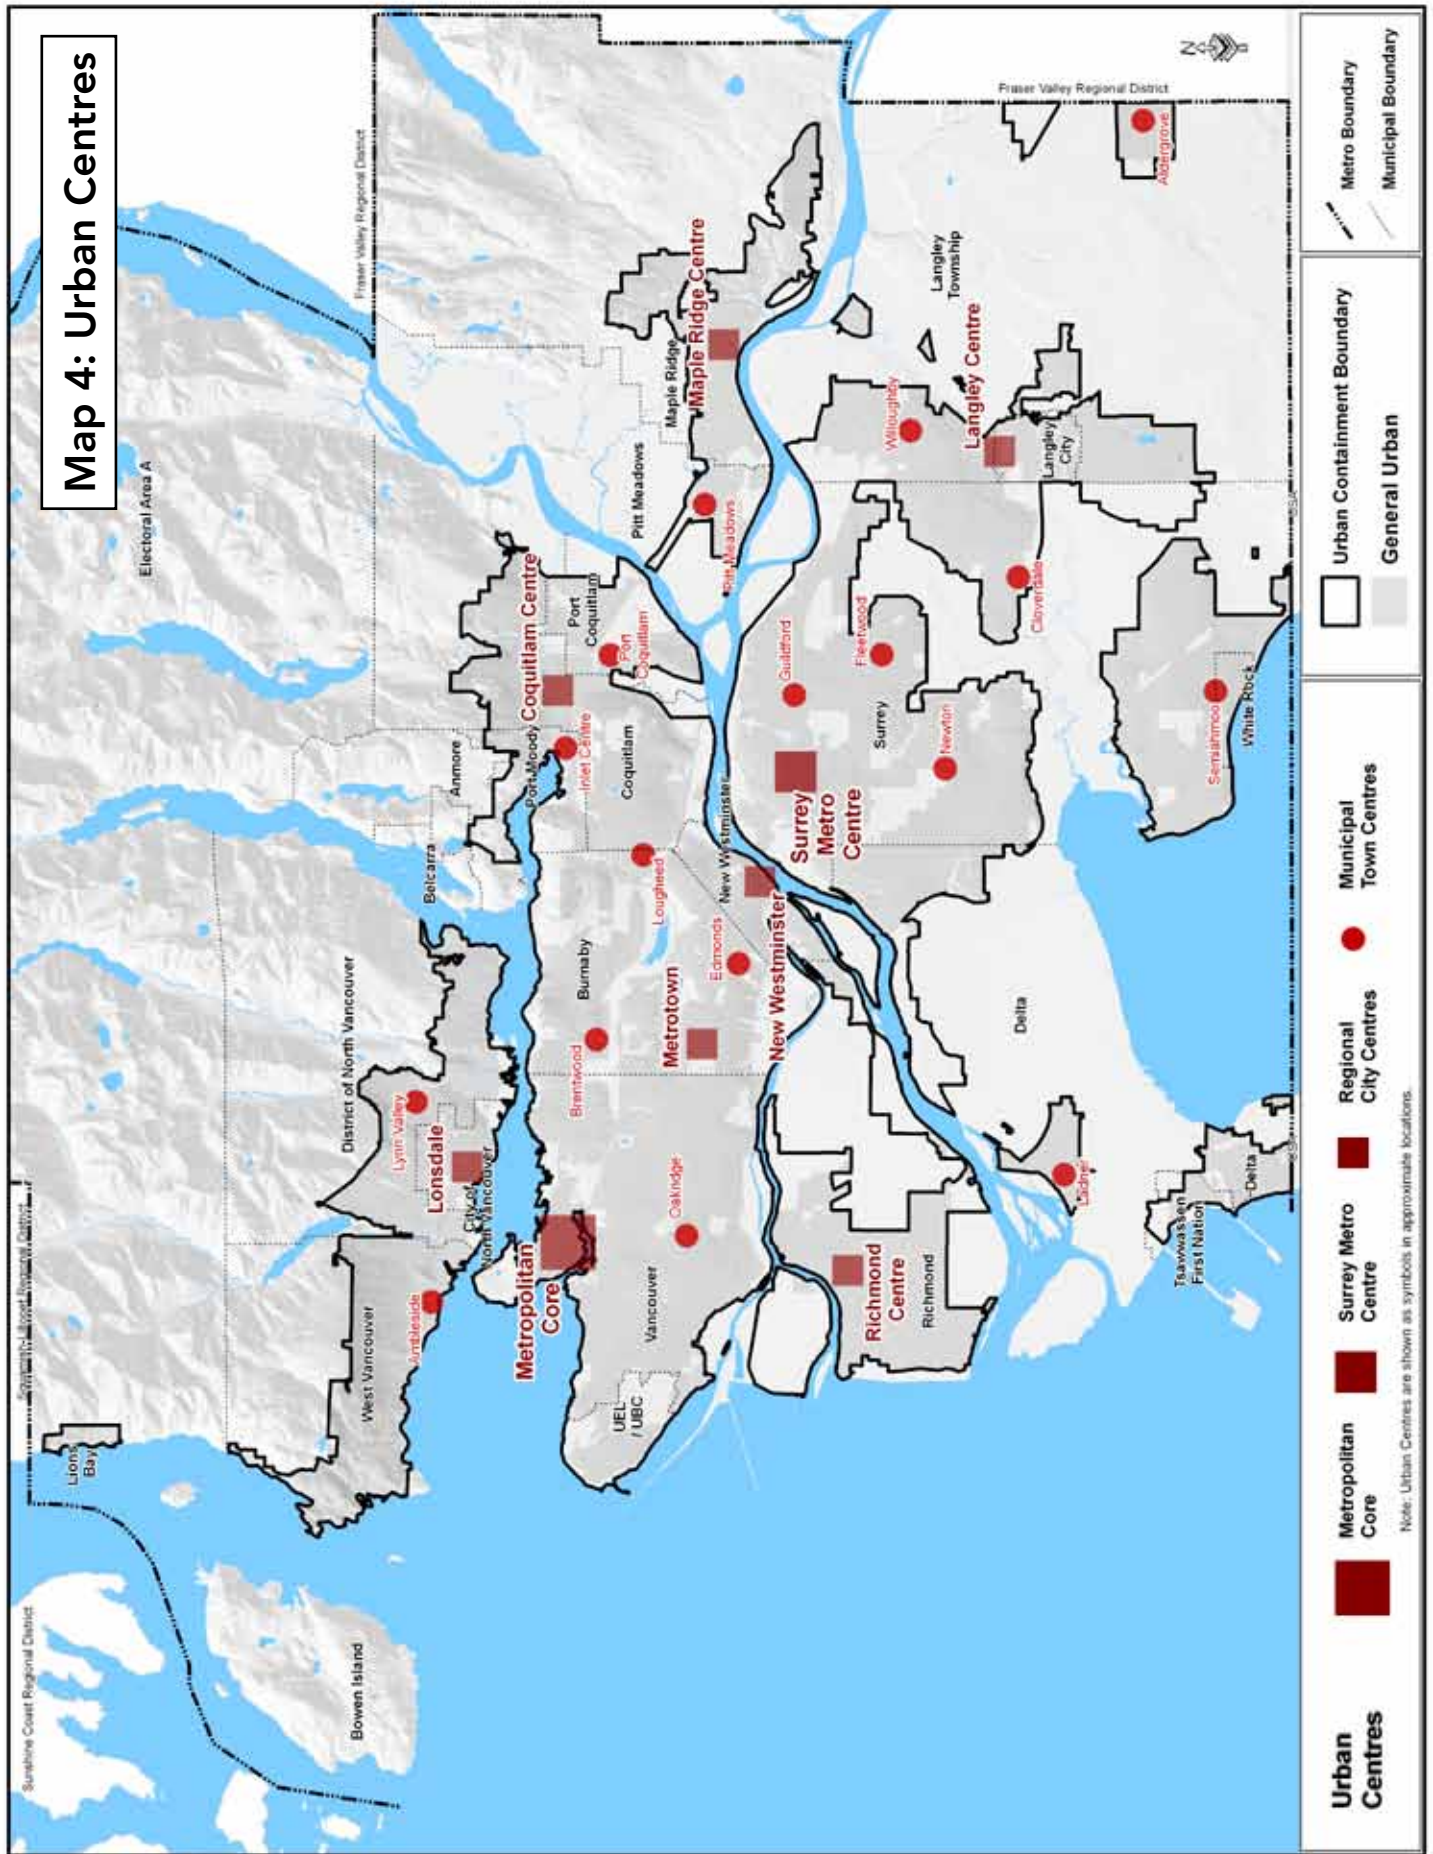 Map 4: Urban Centres
Sunshine Coast Regional District
Squamish-Lillooet Regional District
Fraser Valley Regional District
Fraser Valley Regional District
N
Electoral Area A
Lions
Bay
Bowen Island
West Vancouver
District of North Vancouver
Ambleside
Lynn Valley
Lonsdale
City of
North Vancouver
Belcarra
Anmore
Port Moody
Coquitlam Centre
Inlet Centre
Coquitlam
Port
Coquitlam
Port
Coquitlam
Pitt Meadows
Pitt Meadows
Maple Ridge
Maple Ridge Centre
Metropolitan
Core
UEL
/ UBC
Vancouver
Oakridge
Brentwood
Burnaby
Metrotown
Edmonds
Lougheed
New Westminster
New Westminster
Surrey
Metro
Centre
Guildford
Fleetwood
Surrey
Newton
Cloverdale
Willoughby
Langley
Township
Langley Centre
Langley
City
Aldergrove
Richmond
Centre
Richmond
Delta
Ladner
Tsawwassen
First Nation
Delta
Semiahmoo
White Rock
USA
USA
Urban
Centres
Metropolitan
Core
Surrey Metro
Centre
Regional
City Centres
Municipal
Town Centres
Note: Urban Centres are shown as symbols in approximate locations.
Urban Containment Boundary
General Urban
Metro Boundary
Municipal Boundary